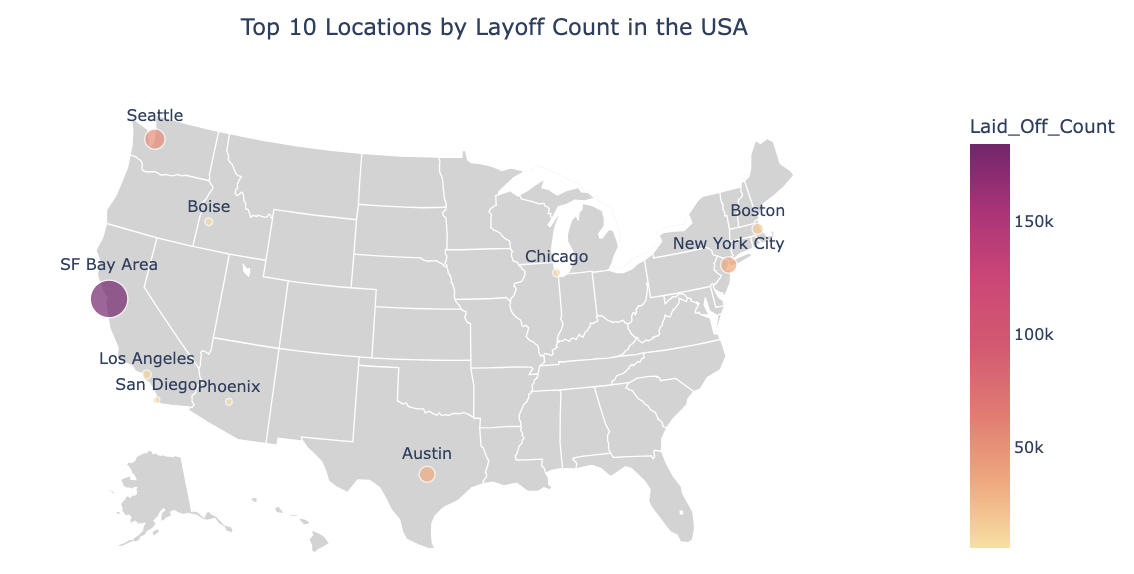 Top 10 Locations by Layoff Count in the USA
Seattle
Boise
SF Bay Area
Los Angeles
San Diego
Phoenix
Austin
Chicago
Boston
New York City
Laid_Off_Count
150k
100k
50k